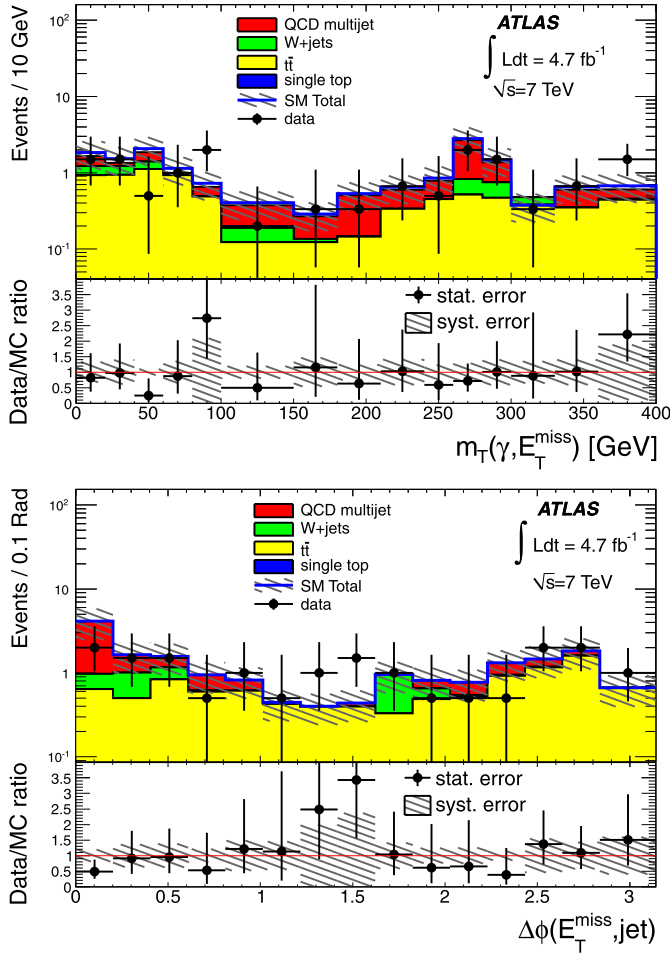 Events / 10 GeV
10²
10
1
10⁻¹
QCD multijet
W+jets
tt̄
single top
SM Total
data
ATLAS
∫ Ldt = 4.7 fb⁻¹
√s=7 TeV
Data/MC ratio
3.5
3
2.5
2
1.5
1
0.5
0
stat. error
syst. error
0 50 100 150 200 250 300 350 400
m_T(γ,E_T^miss) [GeV]
Events / 0.1 Rad
10²
10
1
10⁻¹
QCD multijet
W+jets
tt̄
single top
SM Total
data
ATLAS
∫ Ldt = 4.7 fb⁻¹
√s=7 TeV
Data/MC ratio
3.5
3
2.5
2
1.5
1
0.5
0
stat. error
syst. error
0 0.5 1 1.5 2 2.5 3
Δϕ(E_T^miss,jet)